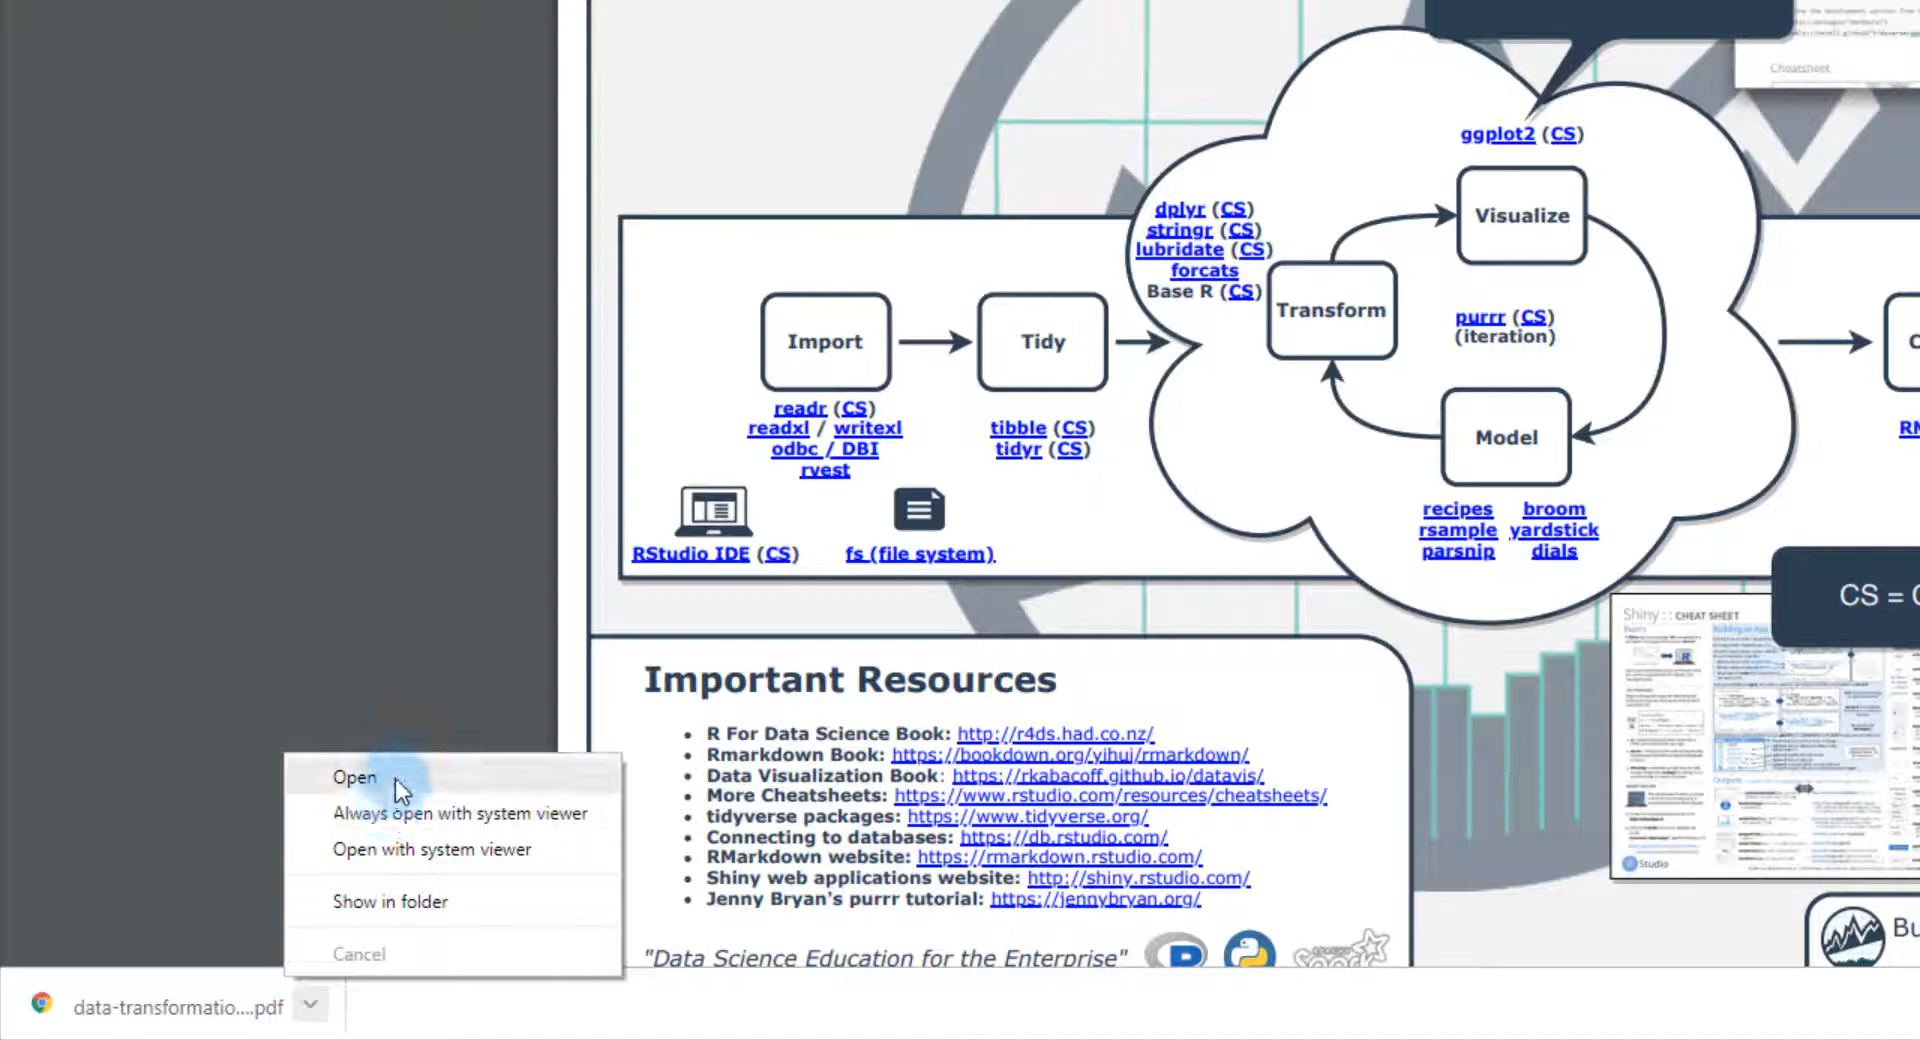 Cheatsheet
ggplot2 (CS)
dplyr (CS)
stringr (CS)
lubridate (CS)
forcats
Base R (CS)
Visualize
Transform
purrr (CS)
(iteration)
Import
Tidy
Model
readr (CS)
readxl / writexl
odbc / DBI
rvest
tibble (CS)
tidyr (CS)
recipes broom
rsample yardstick
parsnip dials
RStudio IDE (CS)
fs (file system)
CS =
Shiny :: CHEAT SHEET
Important Resources
• R For Data Science Book: http://r4ds.had.co.nz/
• Rmarkdown Book: https://bookdown.org/yihui/rmarkdown/
• Data Visualization Book: https://rkabacoff.github.io/datavis/
• More Cheatsheets: https://www.rstudio.com/resources/cheatsheets/
• tidyverse packages: https://www.tidyverse.org/
• Connecting to databases: https://db.rstudio.com/
• RMarkdown website: https://rmarkdown.rstudio.com/
• Shiny web applications website: http://shiny.rstudio.com/
• Jenny Bryan's purrr tutorial: https://jennybryan.org/
"Data Science Education for the Enterprise"
R
Studio
Bu
Open
Always open with system viewer
Open with system viewer
Show in folder
Cancel
data-transformatio....pdf